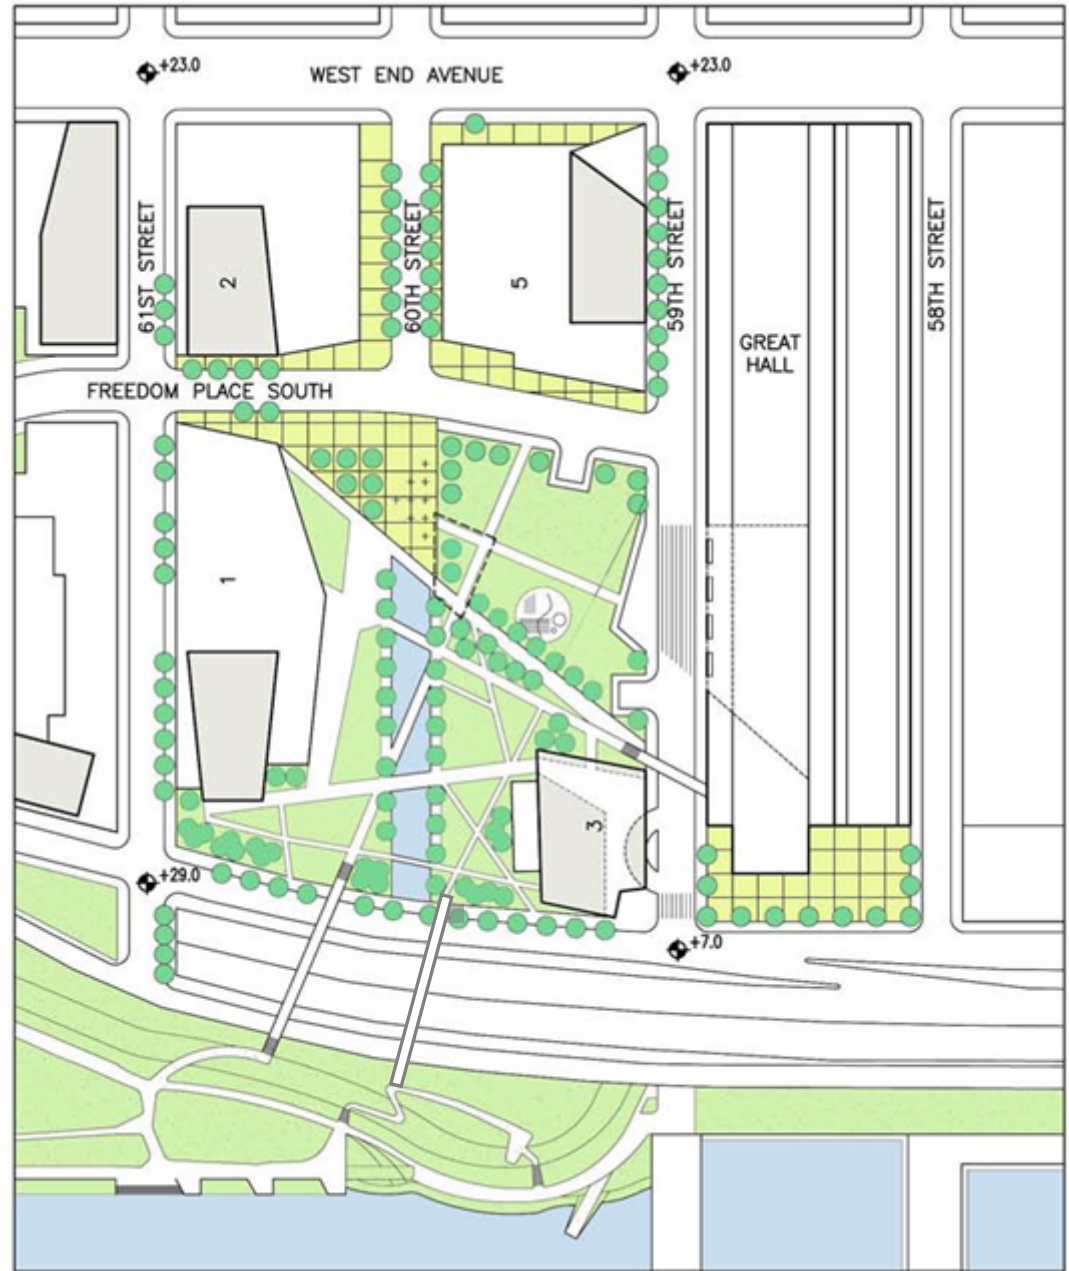 +23.0
+23.0
WEST END AVENUE
61ST STREET
2
60TH STREET
5
59TH STREET
GREAT
HALL
58TH STREET
FREEDOM PLACE SOUTH
1
3
+29.0
+7.0